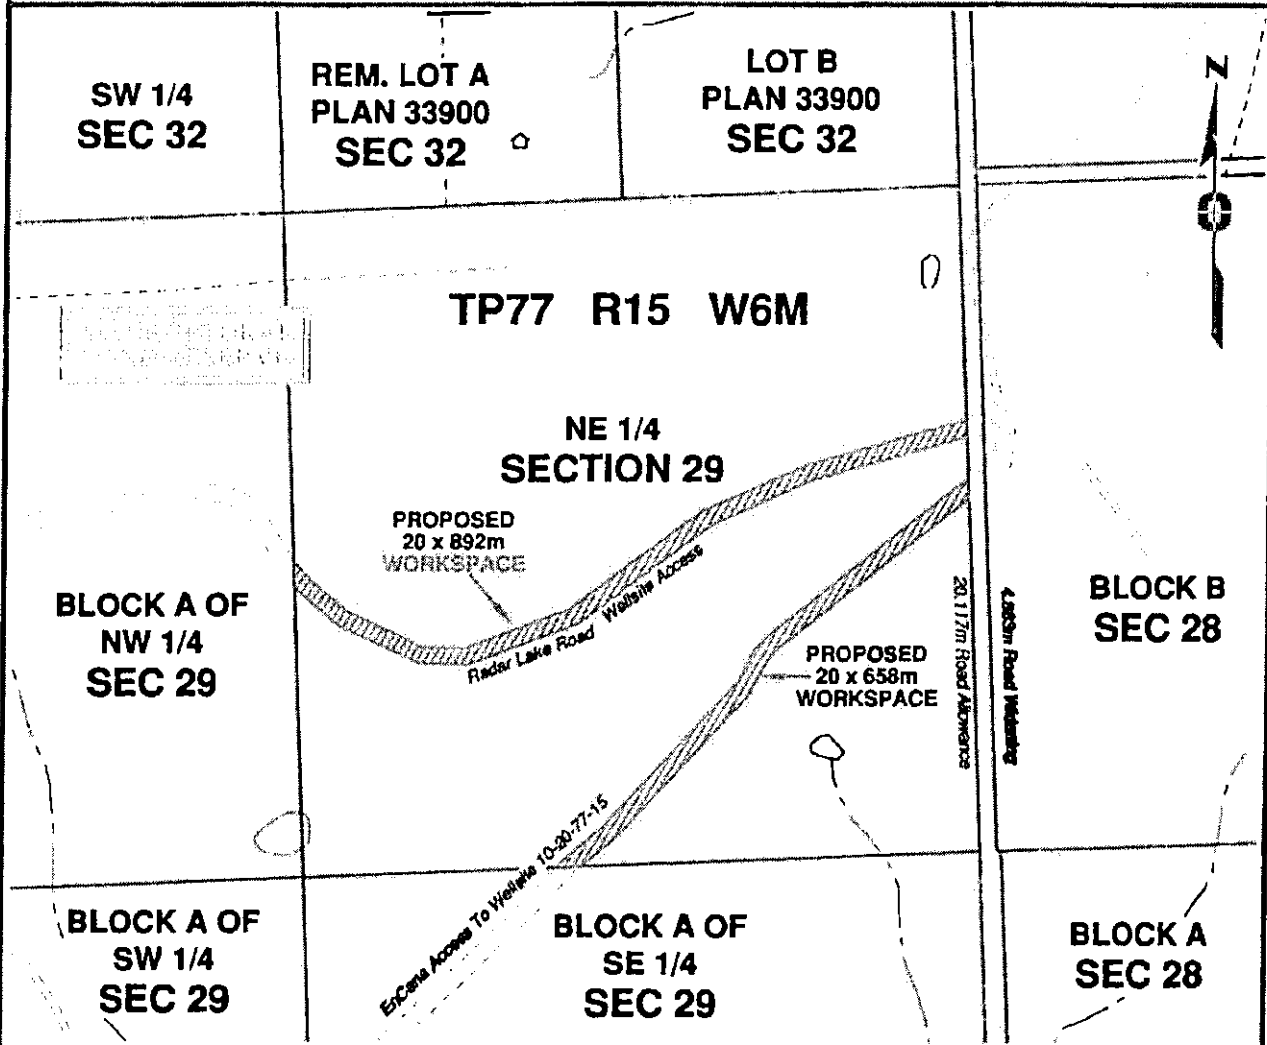 SW 1/4
SEC 32
REM. LOT A
PLAN 33900
SEC 32
LOT B
PLAN 33900
SEC 32
N
TP77 R15 W6M
NE 1/4
SECTION 29
PROPOSED
20 x 892m
WORKSPACE
Radar Lake Road Wellsite Access
BLOCK A OF
NW 1/4
SEC 29
PROPOSED
20 x 658m
WORKSPACE
20.117m Road Allowance
Road Widening
BLOCK B
SEC 28
EnCana Access To Wellsite 10-20-77-15
BLOCK A OF
SW 1/4
SEC 29
BLOCK A OF
SE 1/4
SEC 29
BLOCK A
SEC 28